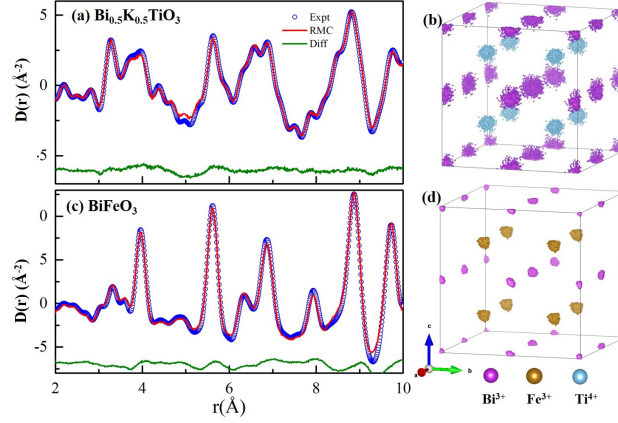 (a) Bi0.5K0.5TiO3
Expt
RMC
Diff
5
0
-5
D(r) (Å-2)
(b)
(c) BiFeO3
0
0
-5
D(r) (Å-2)
2
4
6
8
10
r(Å)
(d)
c
a
b
Bi3+
Fe3+
Ti4+